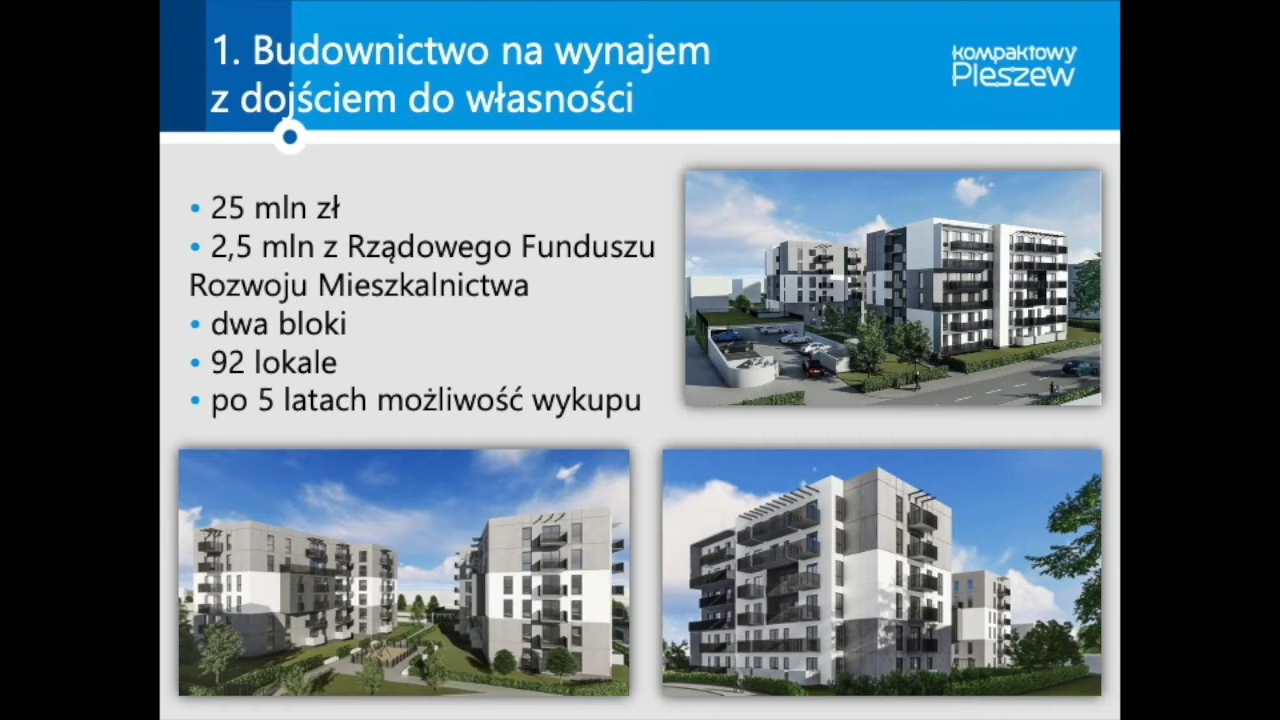 1. Budownictwo na wynajem
z dojściem do własności
kompaktowy
Pleszew
• 25 mln zł
• 2,5 mln z Rządowego Funduszu
Rozwoju Mieszkalnictwa
• dwa bloki
• 92 lokale
• po 5 latach możliwość wykupu